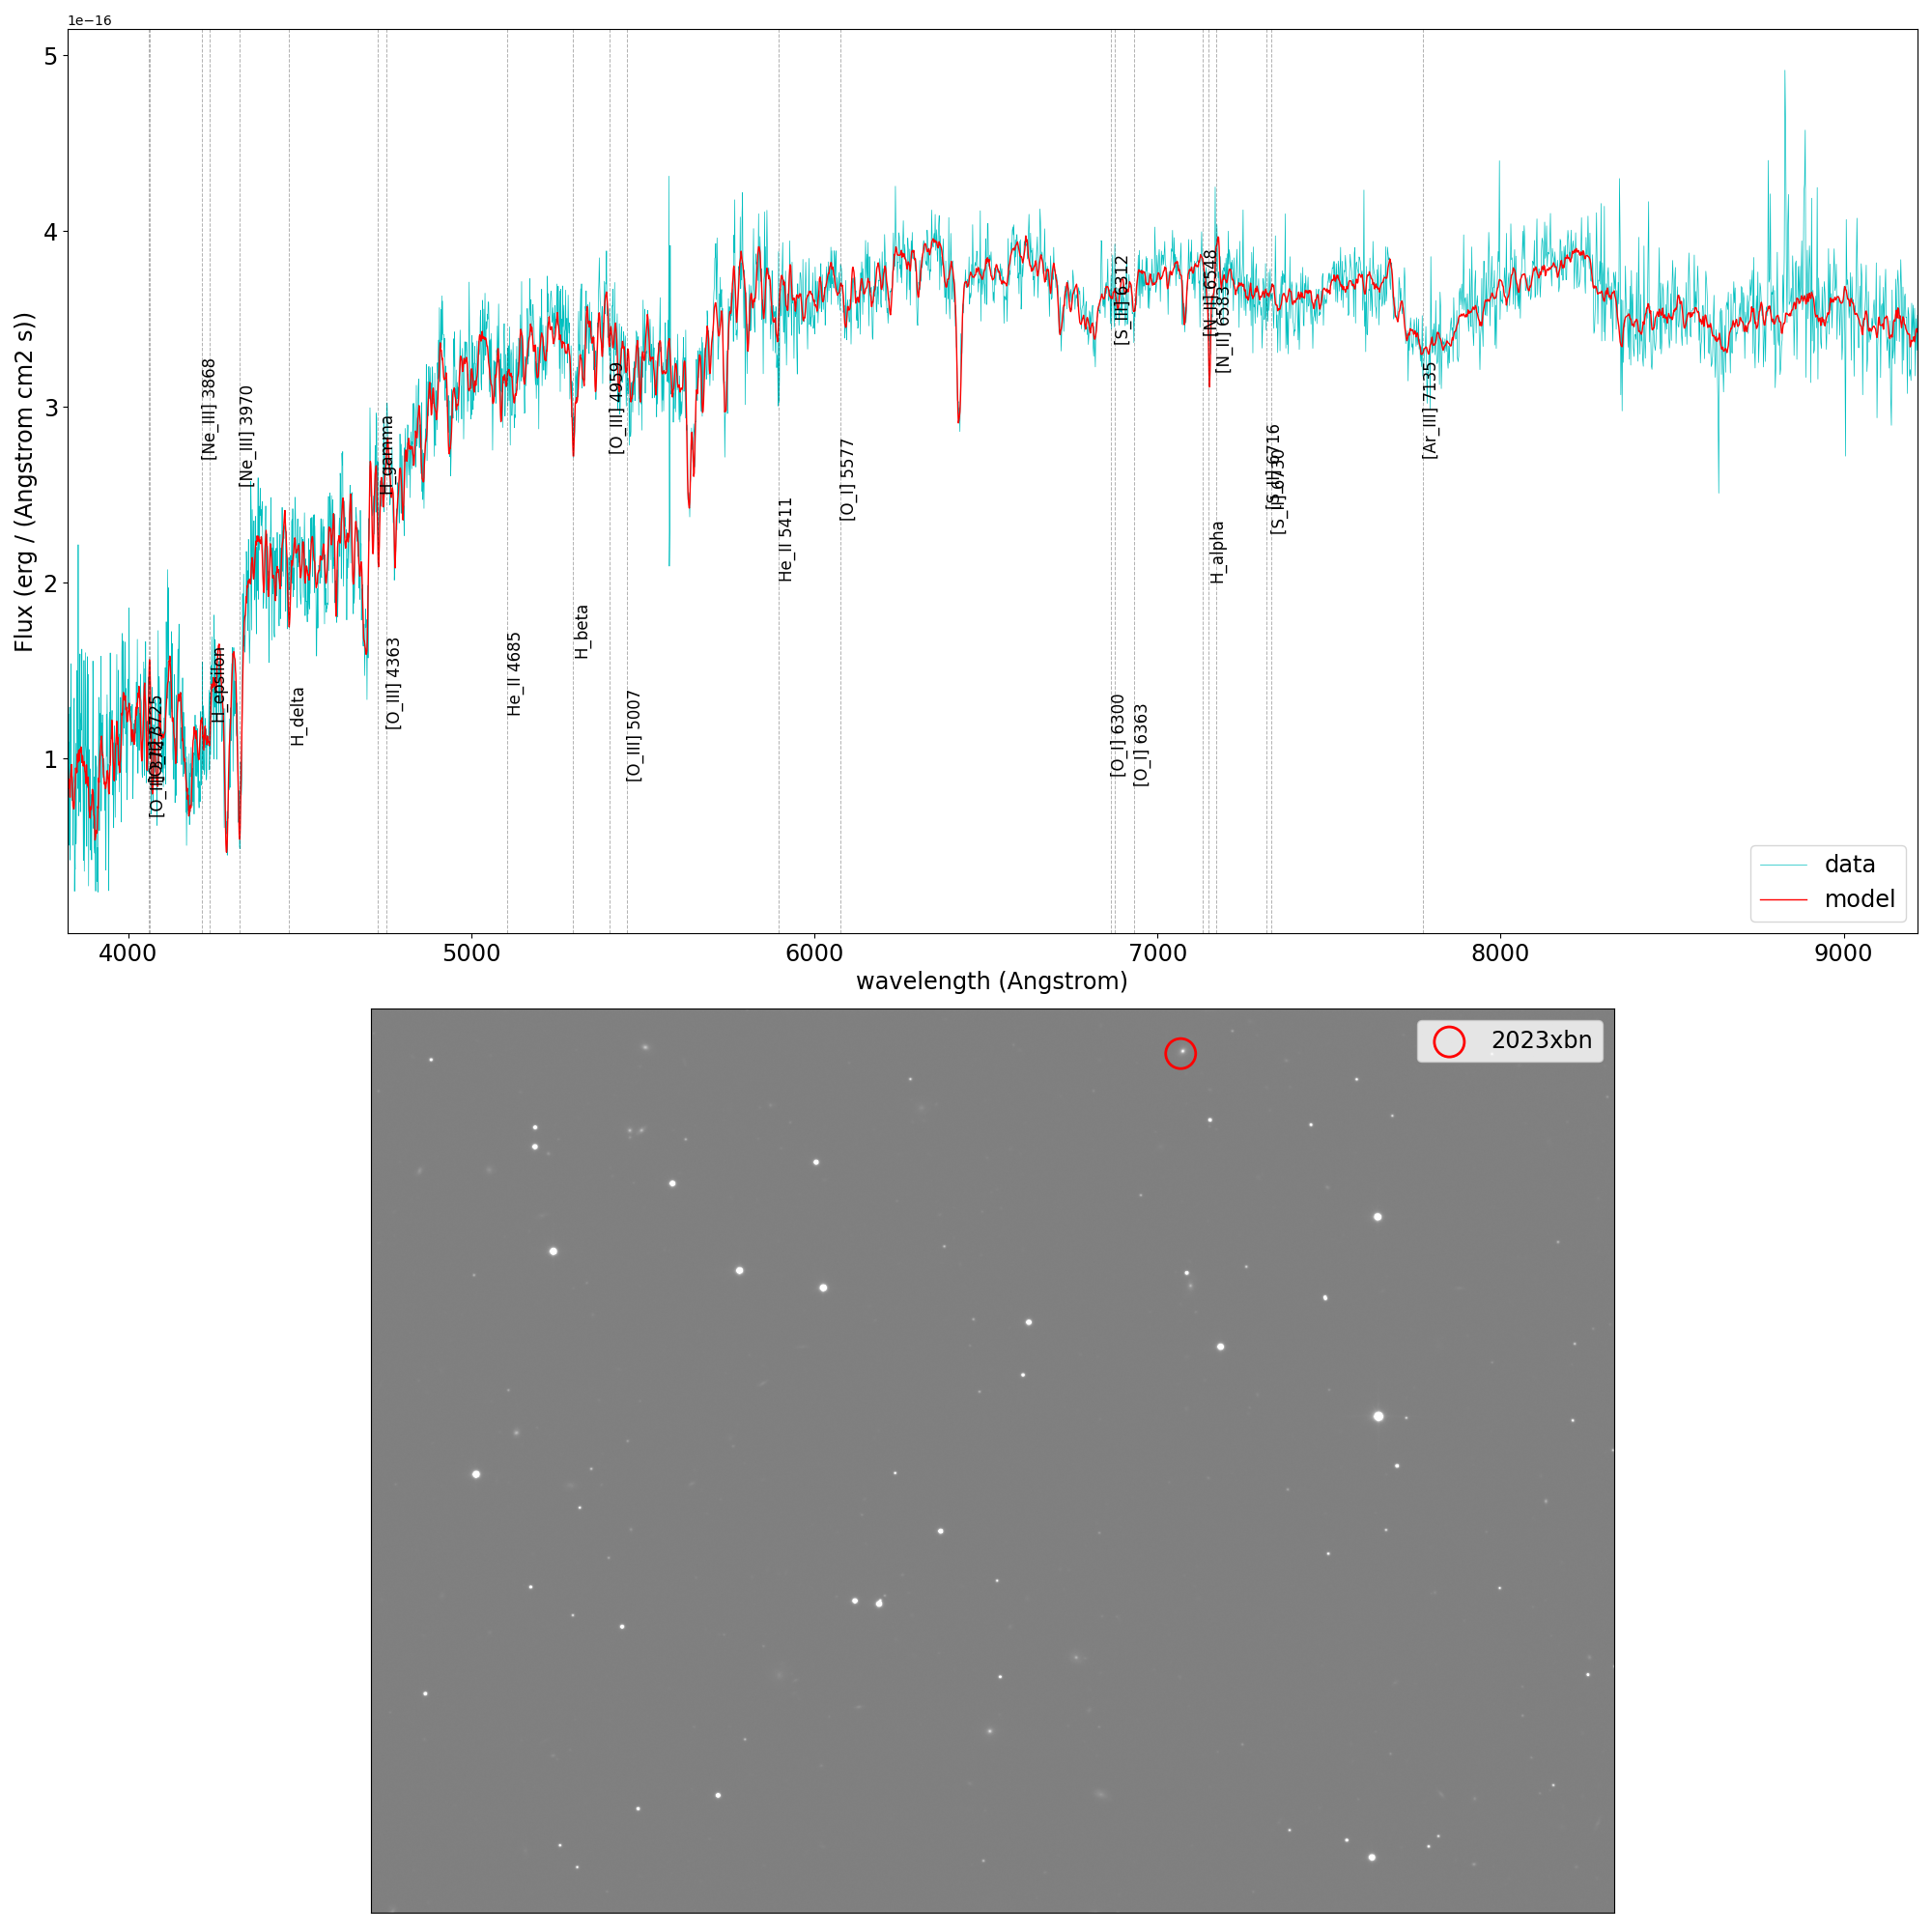 1e−16
5
4
3
2
1
Flux (erg / (Angstrom cm2 s))
[Ne_III] 3868
[Ne_III] 3970
H_epsilon
H_delta
H_gamma
[O_III] 4363
He_II 4685
H_beta
[O_III] 4959
[O_III] 5007
He_II 5411
[O_I] 5577
[S_III] 6312
[O_I] 6300
[O_I] 6363
[N_II] 6548
[N_II] 6583
H_alpha
[S_II] 6716
[S_II] 6730
[Ar_III] 7135
data
model
4000 5000 6000 7000 8000 9000
wavelength (Angstrom)
2023xbn